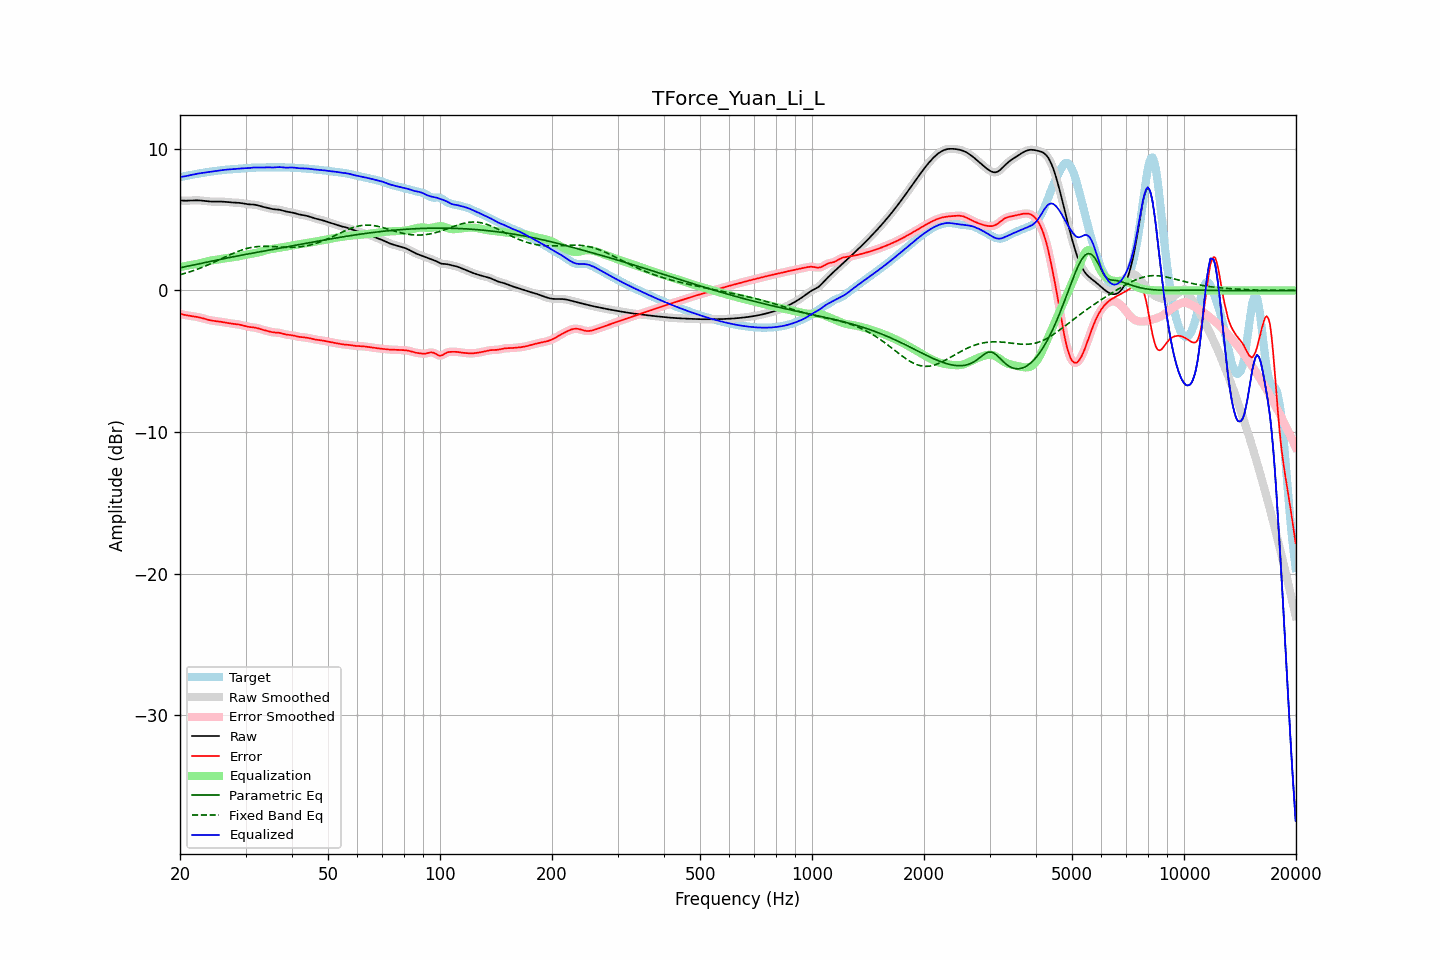 TForce_Yuan_Li_L
10
0
−10
−20
−30
Amplitude (dBr)
Target
Raw Smoothed
Error Smoothed
Raw
Error
Equalization
Parametric Eq
Fixed Band Eq
Equalized
20 50 100 200 500 1000 2000 5000 10000 20000
Frequency (Hz)